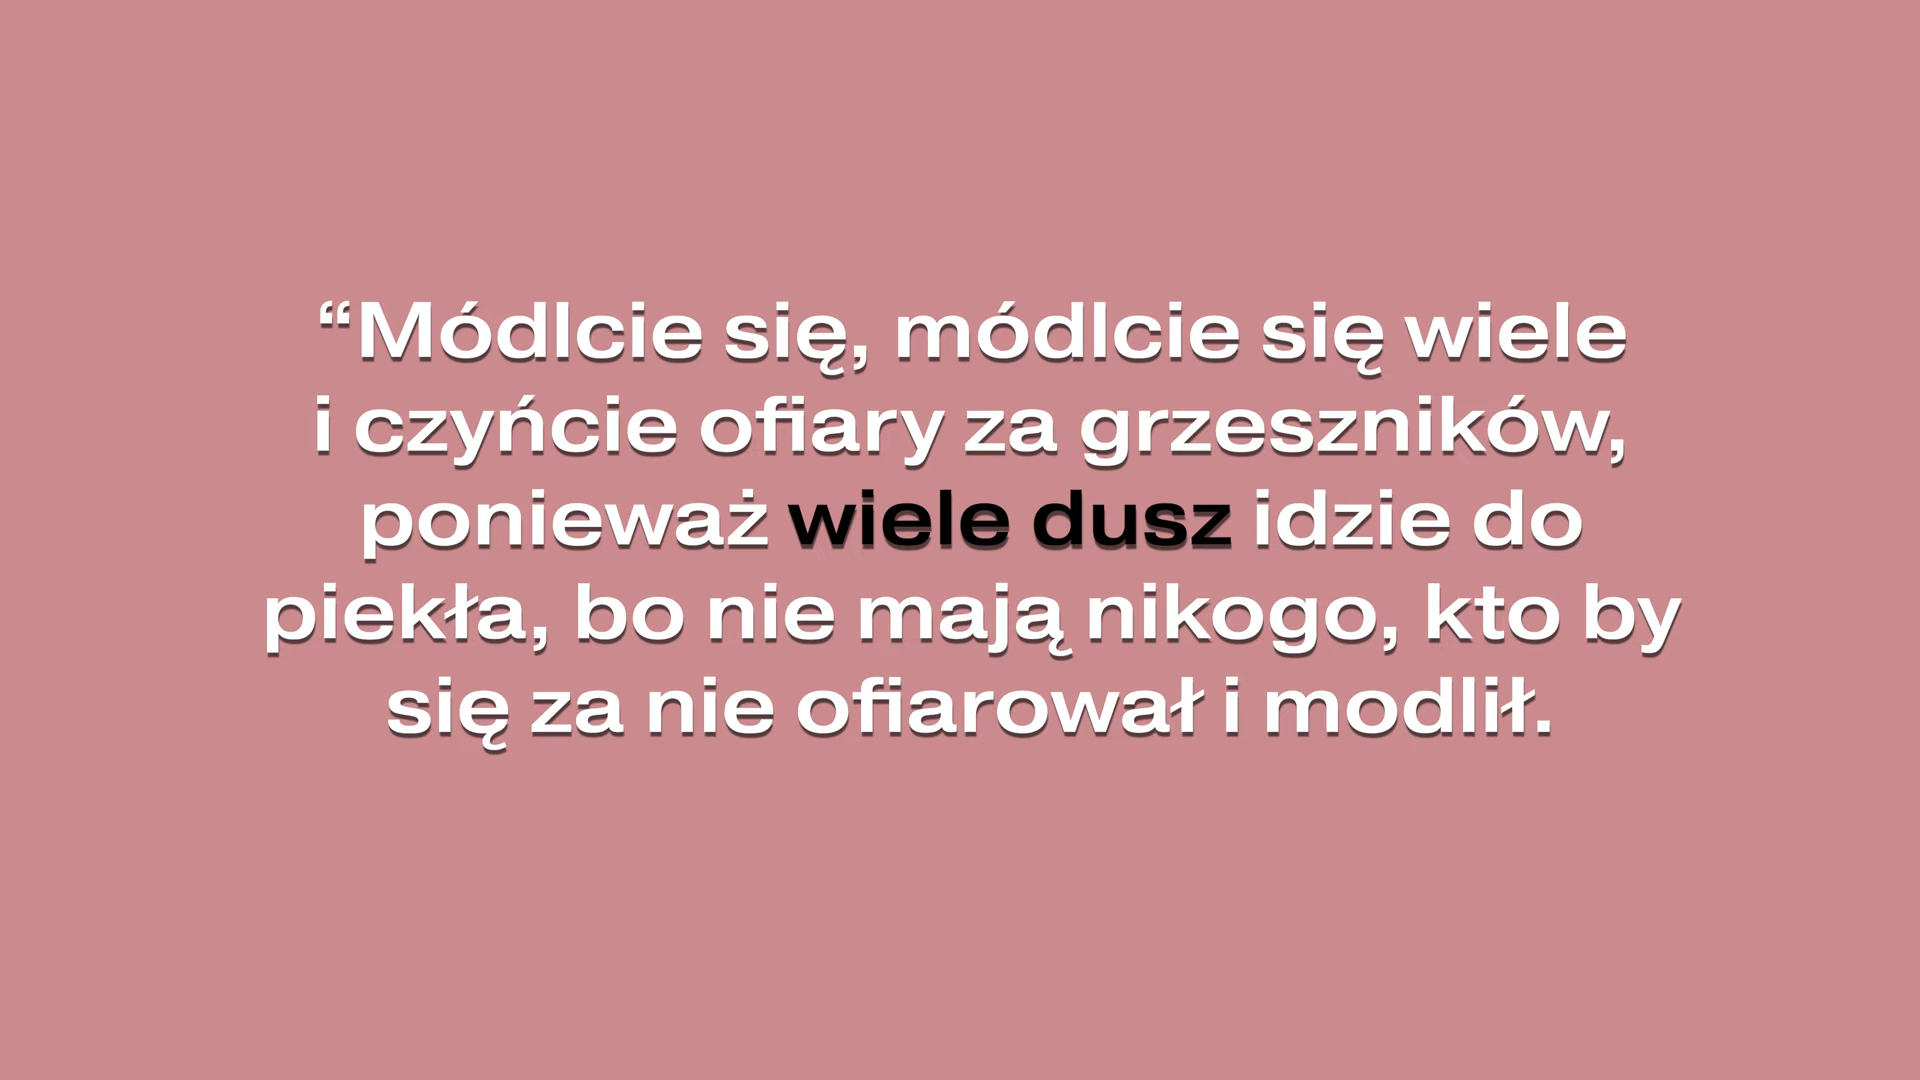 “Módlcie się, módlcie się wiele
i czyńcie ofiary za grzeszników,
ponieważ wiele dusz idzie do
piekła, bo nie mają nikogo, kto by
się za nie ofiarował i modlił.